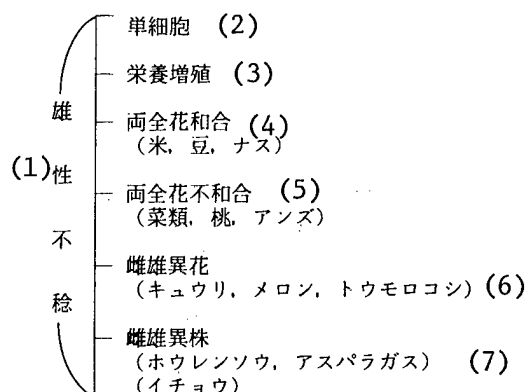 単細胞 (2)
栄養増殖 (3)
両全花和合 (4)
(米, 豆, ナス)
両全花不和合 (5)
(菜類, 桃, アンズ)
雌雄異花
(キュウリ, メロン, トウモロコシ) (6)
雌雄異株
(ホウレンソウ, アスパラガス) (7)
(イチョウ)
(1) 雄性不稔